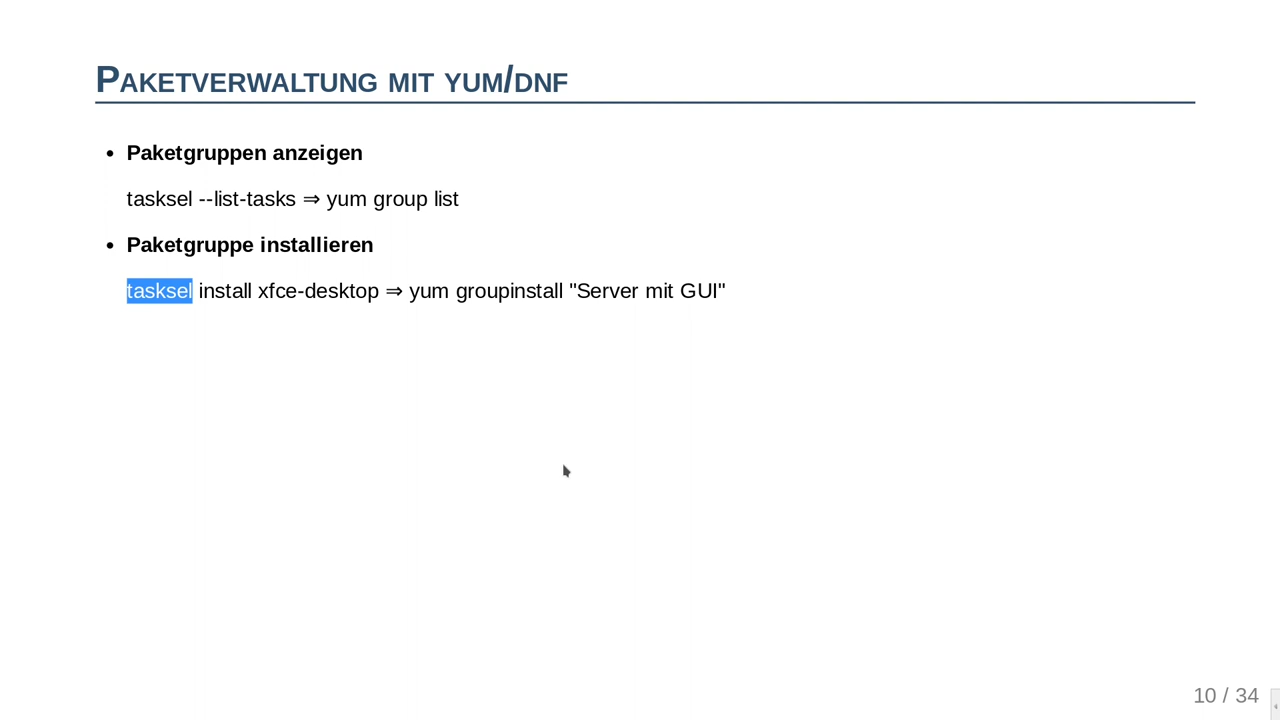 Paketverwaltung mit yum/dnf
• Paketgruppen anzeigen
tasksel --list-tasks ⇒ yum group list
• Paketgruppe installieren
tasksel install xfce-desktop ⇒ yum groupinstall "Server mit GUI"
10 / 34